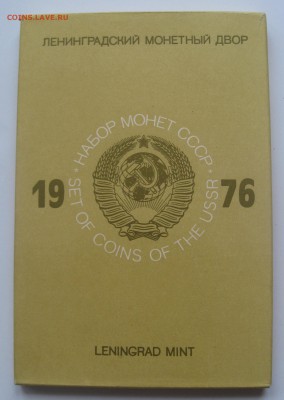 COINS.LAVE.RU
ЛЕНИНГРАДСКИЙ МОНЕТНЫЙ ДВОР
НАБОР МОНЕТ СССР
19 76
SET OF COINS OF THE USSR
LENINGRAD MINT